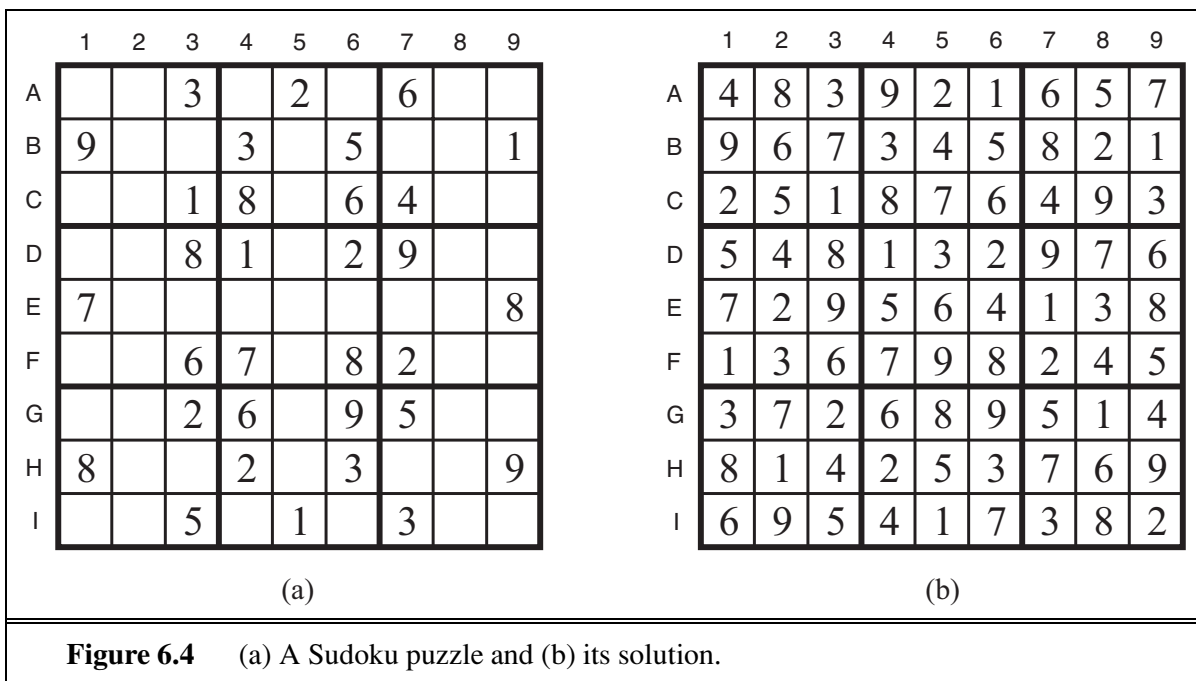 1 2 3 4 5 6 7 8 9 1 2 3 4 5 6 7 8 9
A 3 2 6 A 4 8 3 9 2 1 6 5 7
B 9 3 5 1 B 9 6 7 3 4 5 8 2 1
C 1 8 6 4 C 2 5 1 8 7 6 4 9 3
D 8 1 2 9 D 5 4 8 1 3 2 9 7 6
E 7 8 E 7 2 9 5 6 4 1 3 8
F 6 7 8 2 F 1 3 6 7 9 8 2 4 5
G 2 6 9 5 G 3 7 2 6 8 9 5 1 4
H 8 2 3 9 H 8 1 4 2 5 3 7 6 9
I 5 1 3 I 6 9 5 4 1 7 3 8 2
(a) (b)
Figure 6.4 (a) A Sudoku puzzle and (b) its solution.